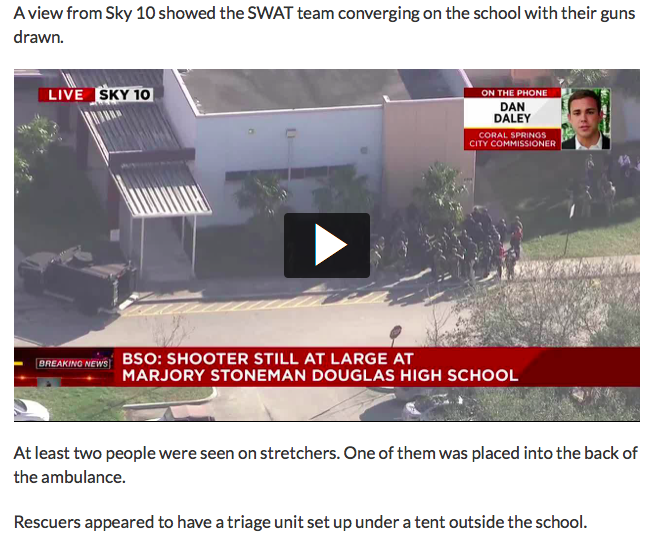 A view from Sky 10 showed the SWAT team converging on the school with their guns
drawn.
LIVE SKY 10
ON THE PHONE
DAN
DALEY
CORAL SPRINGS
CITY COMMISSIONER
BREAKING NEWS
BSO: SHOOTER STILL AT LARGE AT
MARJORY STONEMAN DOUGLAS HIGH SCHOOL
At least two people were seen on stretchers. One of them was placed into the back of
the ambulance.
Rescuers appeared to have a triage unit set up under a tent outside the school.